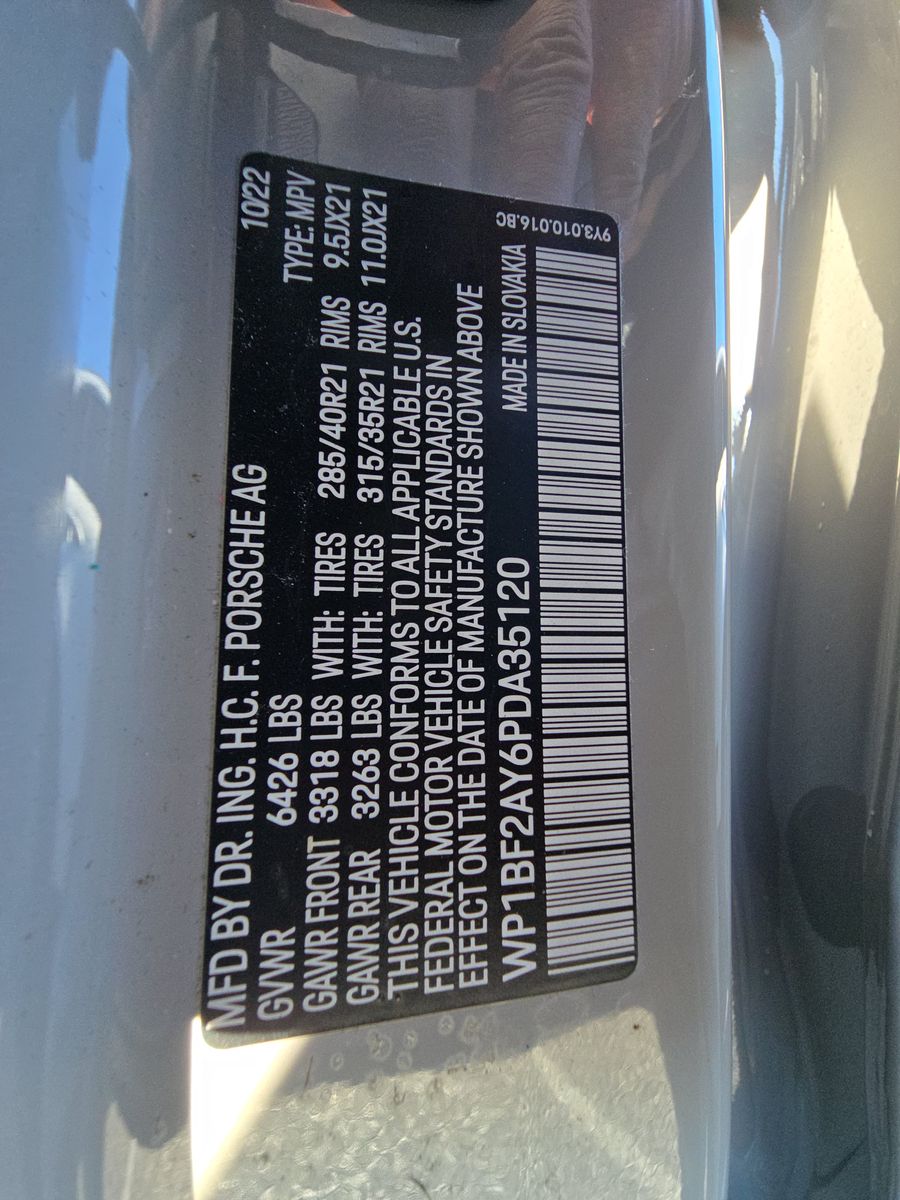 MFD BY DR. ING. H.C. F. PORSCHE AG 10/22
GVWR 6426 LBS TYPE: MPV
GAWR FRONT 3318 LBS WITH: TIRES 285/40R21 RIMS 9.5JX21
GAWR REAR 3263 LBS WITH: TIRES 315/35R21 RIMS 11.0JX21
THIS VEHICLE CONFORMS TO ALL APPLICABLE U.S.
FEDERAL MOTOR VEHICLE SAFETY STANDARDS IN
EFFECT ON THE DATE OF MANUFACTURE SHOWN ABOVE
WP1BF2AY6PDA35120 MADE IN SLOVAKIA 9Y3.010.016.BC